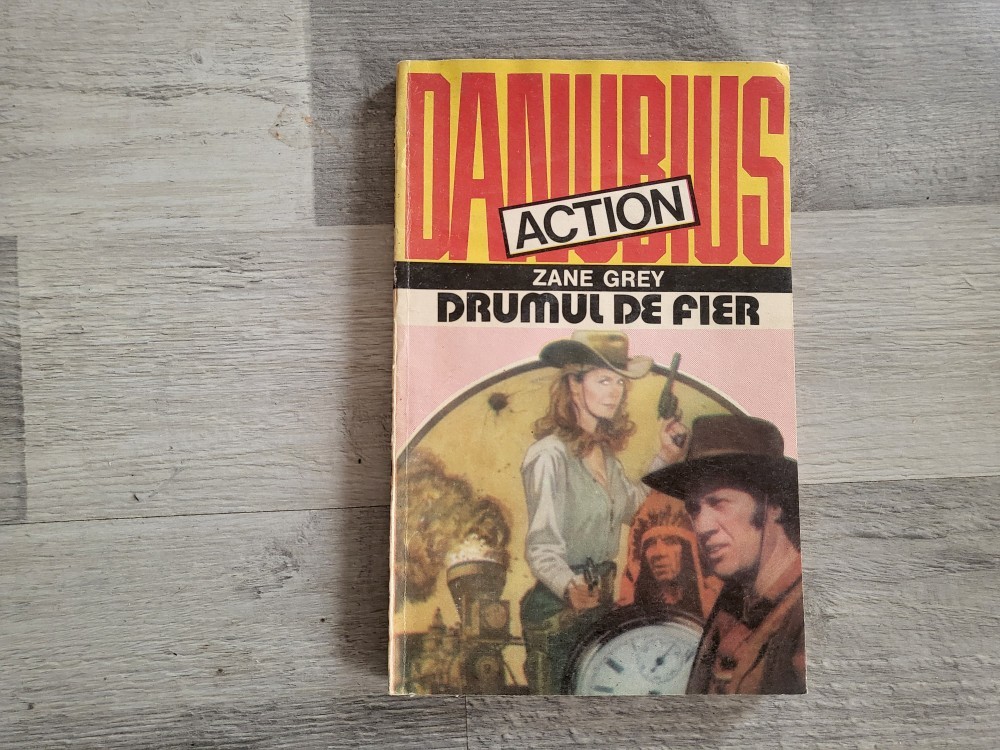 DANUBIUS
ACTION
ZANE GREY
DRUMUL DE FIER